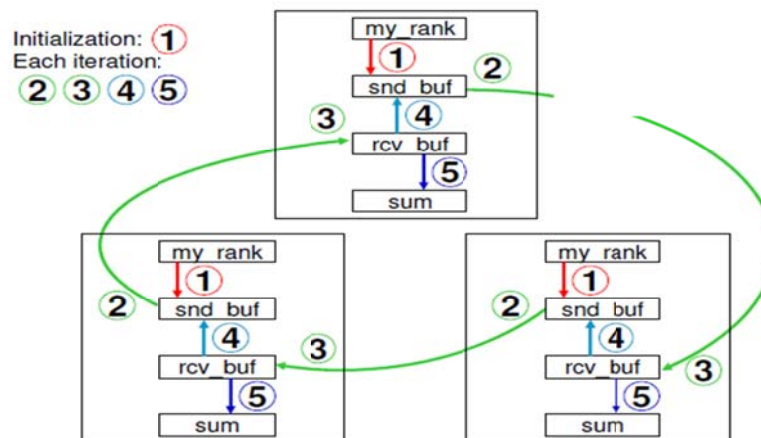 Initialization: 1
Each iteration:
2 3 4 5
my_rank
1
snd_buf
2
3
4
rcv_buf
5
sum
my_rank
1
2
snd_buf
4
3
rcv_buf
5
sum
my_rank
1
2
snd_buf
4
rcv_buf
3
5
sum